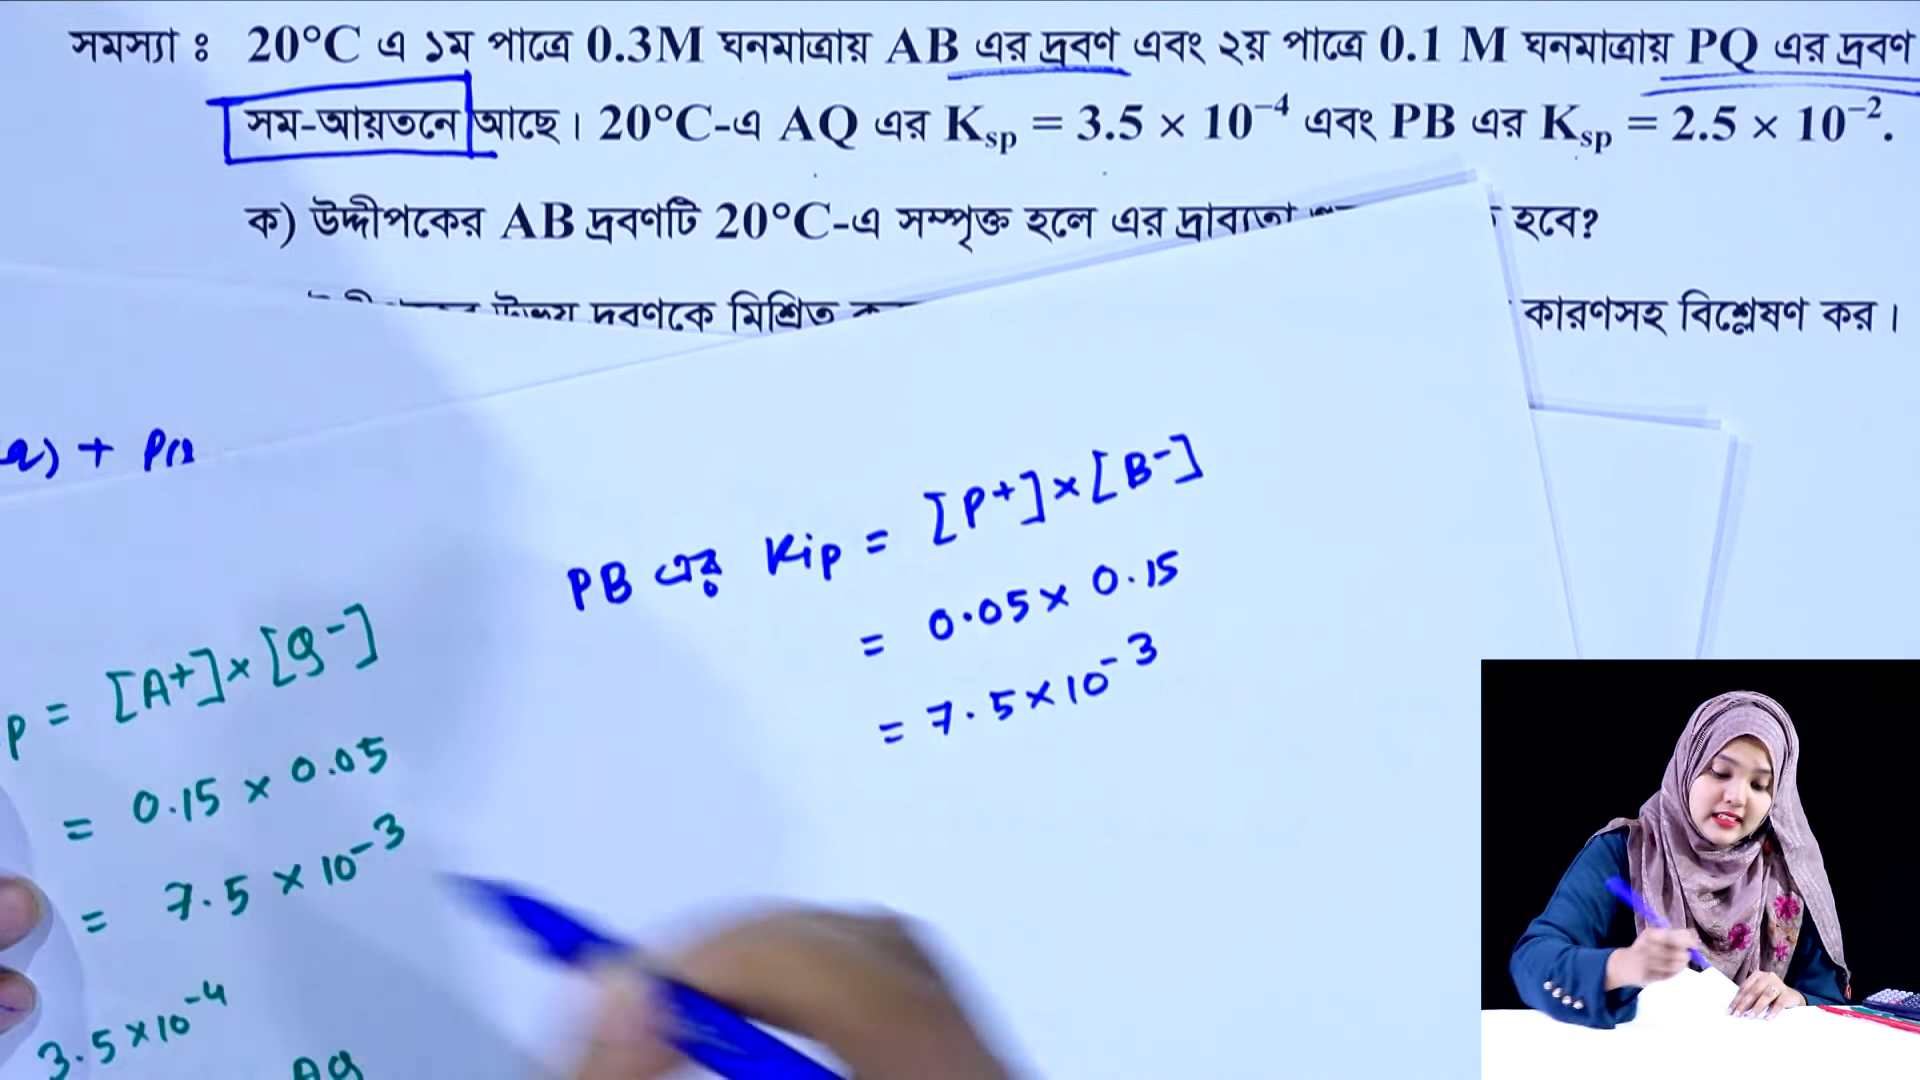 সমস্যা ঃ 20°C এ ১ম পাত্রে 0.3M ঘনমাত্রায় AB এর দ্রবণ এবং ২য় পাত্রে 0.1 M ঘনমাত্রায় PQ এর দ্রবণ
সম-আয়তনে আছে। 20°C-এ AQ এর Ksp = 3.5 × 10⁻⁴ এবং PB এর Ksp = 2.5 × 10⁻².
ক) উদ্দীপকের AB দ্রবণটি 20°C-এ সম্পৃক্ত হলে এর দ্রাব্যতা হবে?
দ্রবণকে মিশ্রিত কারণসহ বিশ্লেষণ কর।
) + PQ
PB এর Kip = [P+]×[B-]
= 0.05× 0.15
= 7.5×10⁻³
p = [A+]×[Q-]
= 0.15 × 0.05
= 7.5 × 10⁻³
3.5×10⁻⁴
AQ